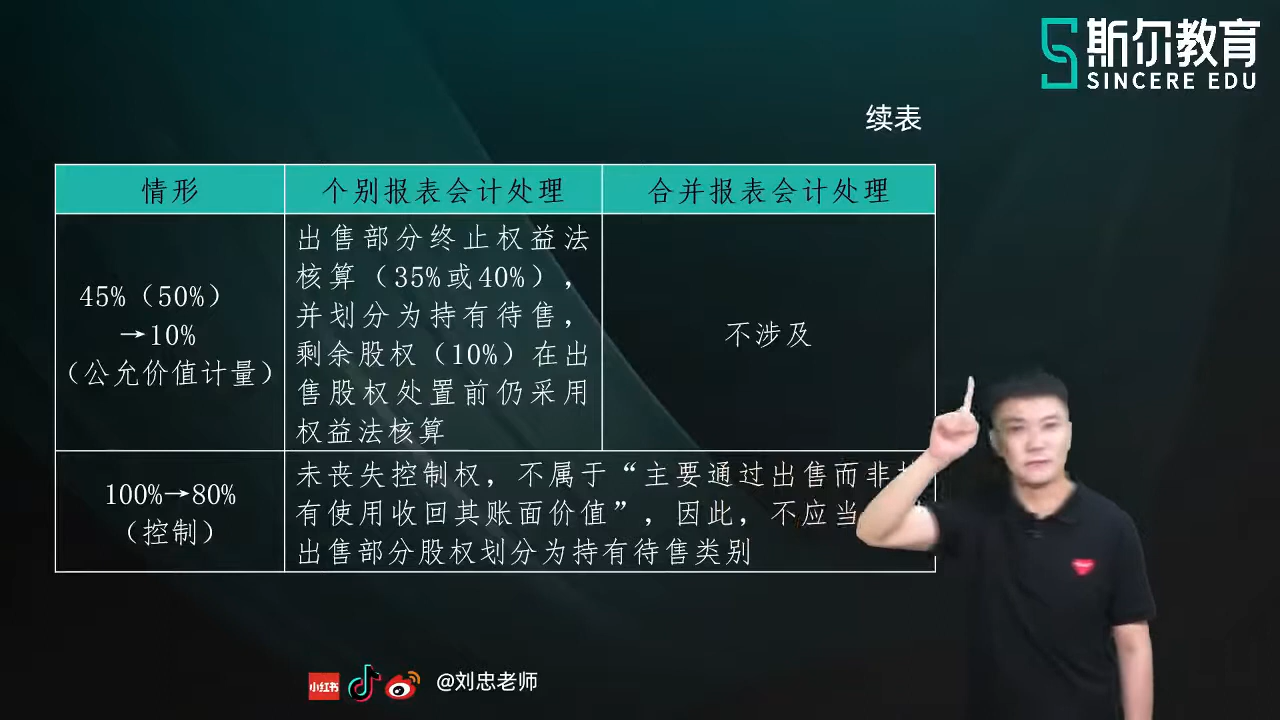 斯尔教育
SINCERE EDU
续表
情形
个别报表会计处理
合并报表会计处理
45%（50%）
→10%
（公允价值计量）
出售部分终止权益法
核算（35%或40%），
并划分为持有待售，
剩余股权（10%）在出
售股权处置前仍采用
权益法核算
不涉及
100%→80%
（控制）
未丧失控制权，不属于“主要通过出售而非
有使用收回其账面价值”，因此，不应当
出售部分股权划分为持有待售类别
小红书
@刘忠老师